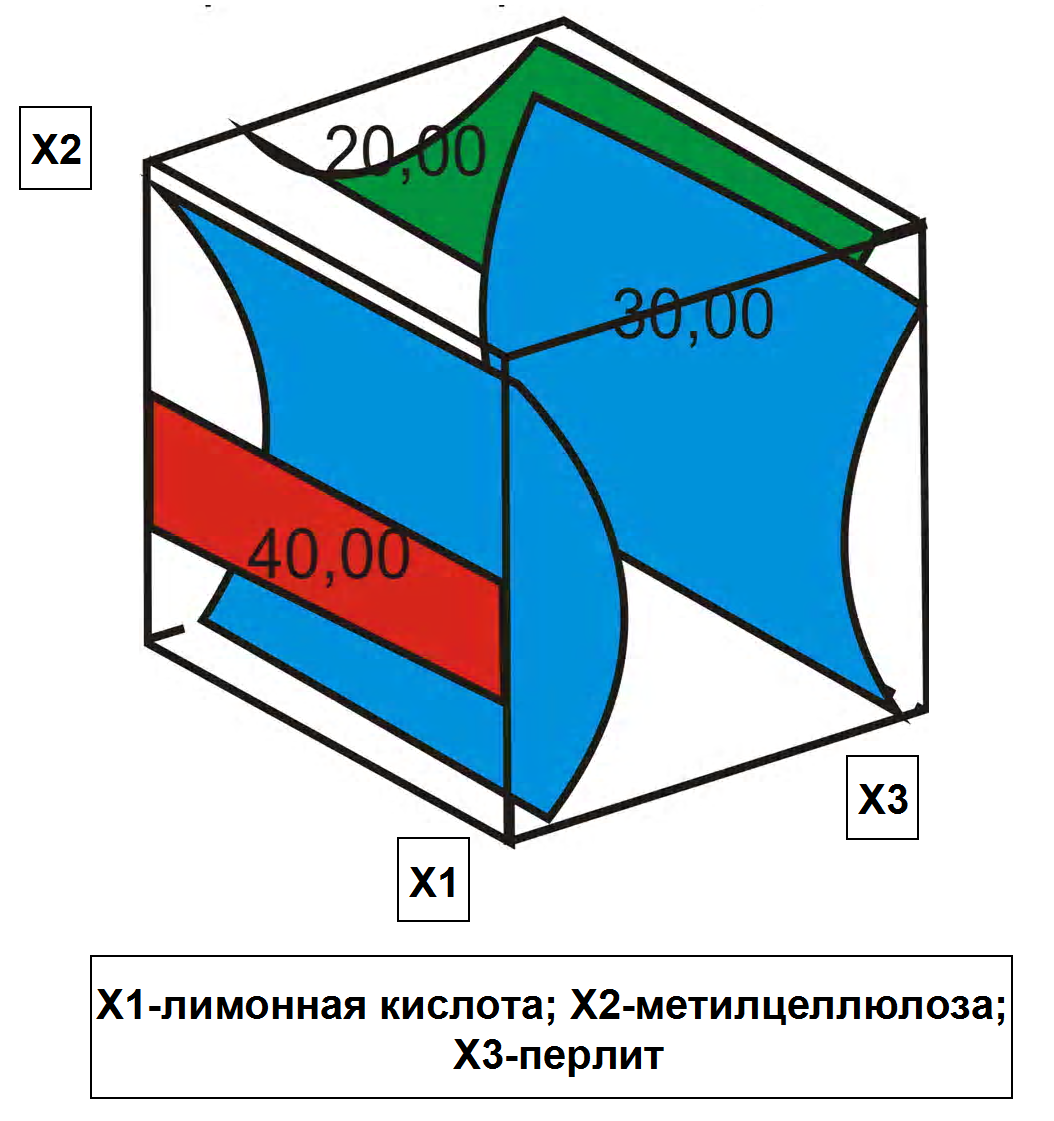 X2
20,00
30,00
40,00
X3
X1
X1-лимонная кислота; X2-метилцеллюлоза;
X3-перлит